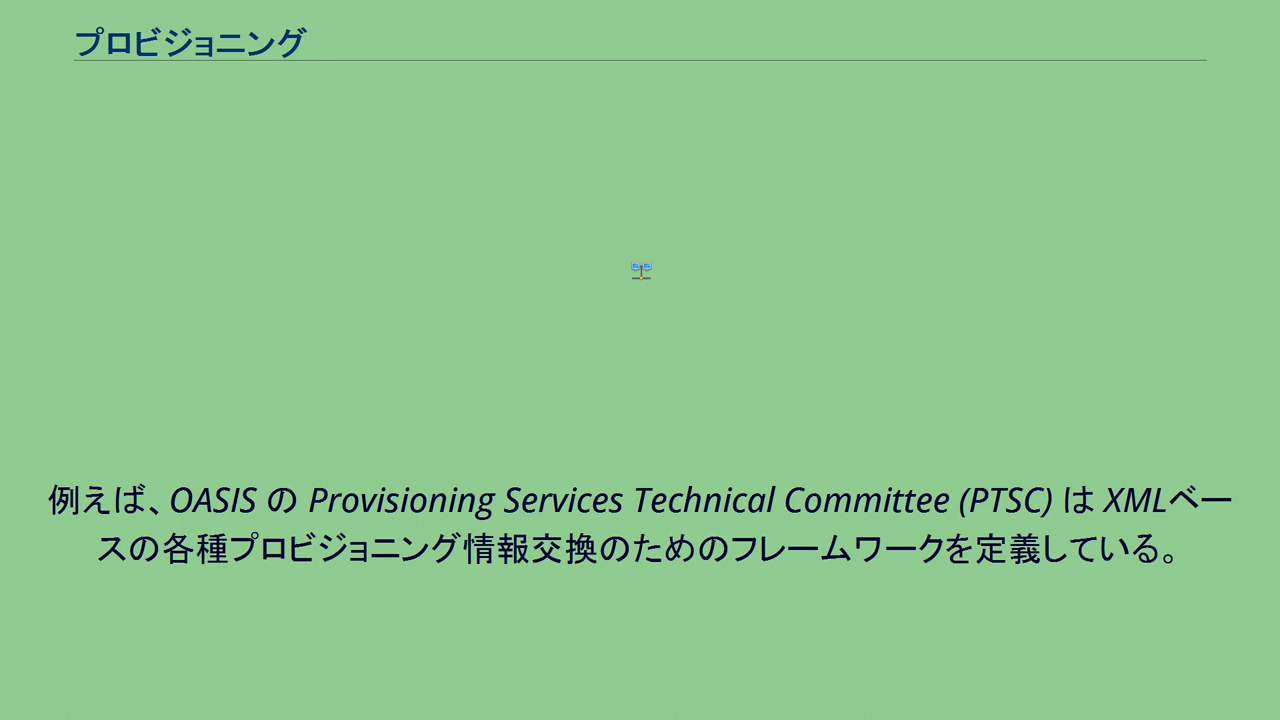 プロビジョニング
例えば、OASIS の Provisioning Services Technical Committee (PTSC) は XMLベー
スの各種プロビジョニング情報交換のためのフレームワークを定義している。